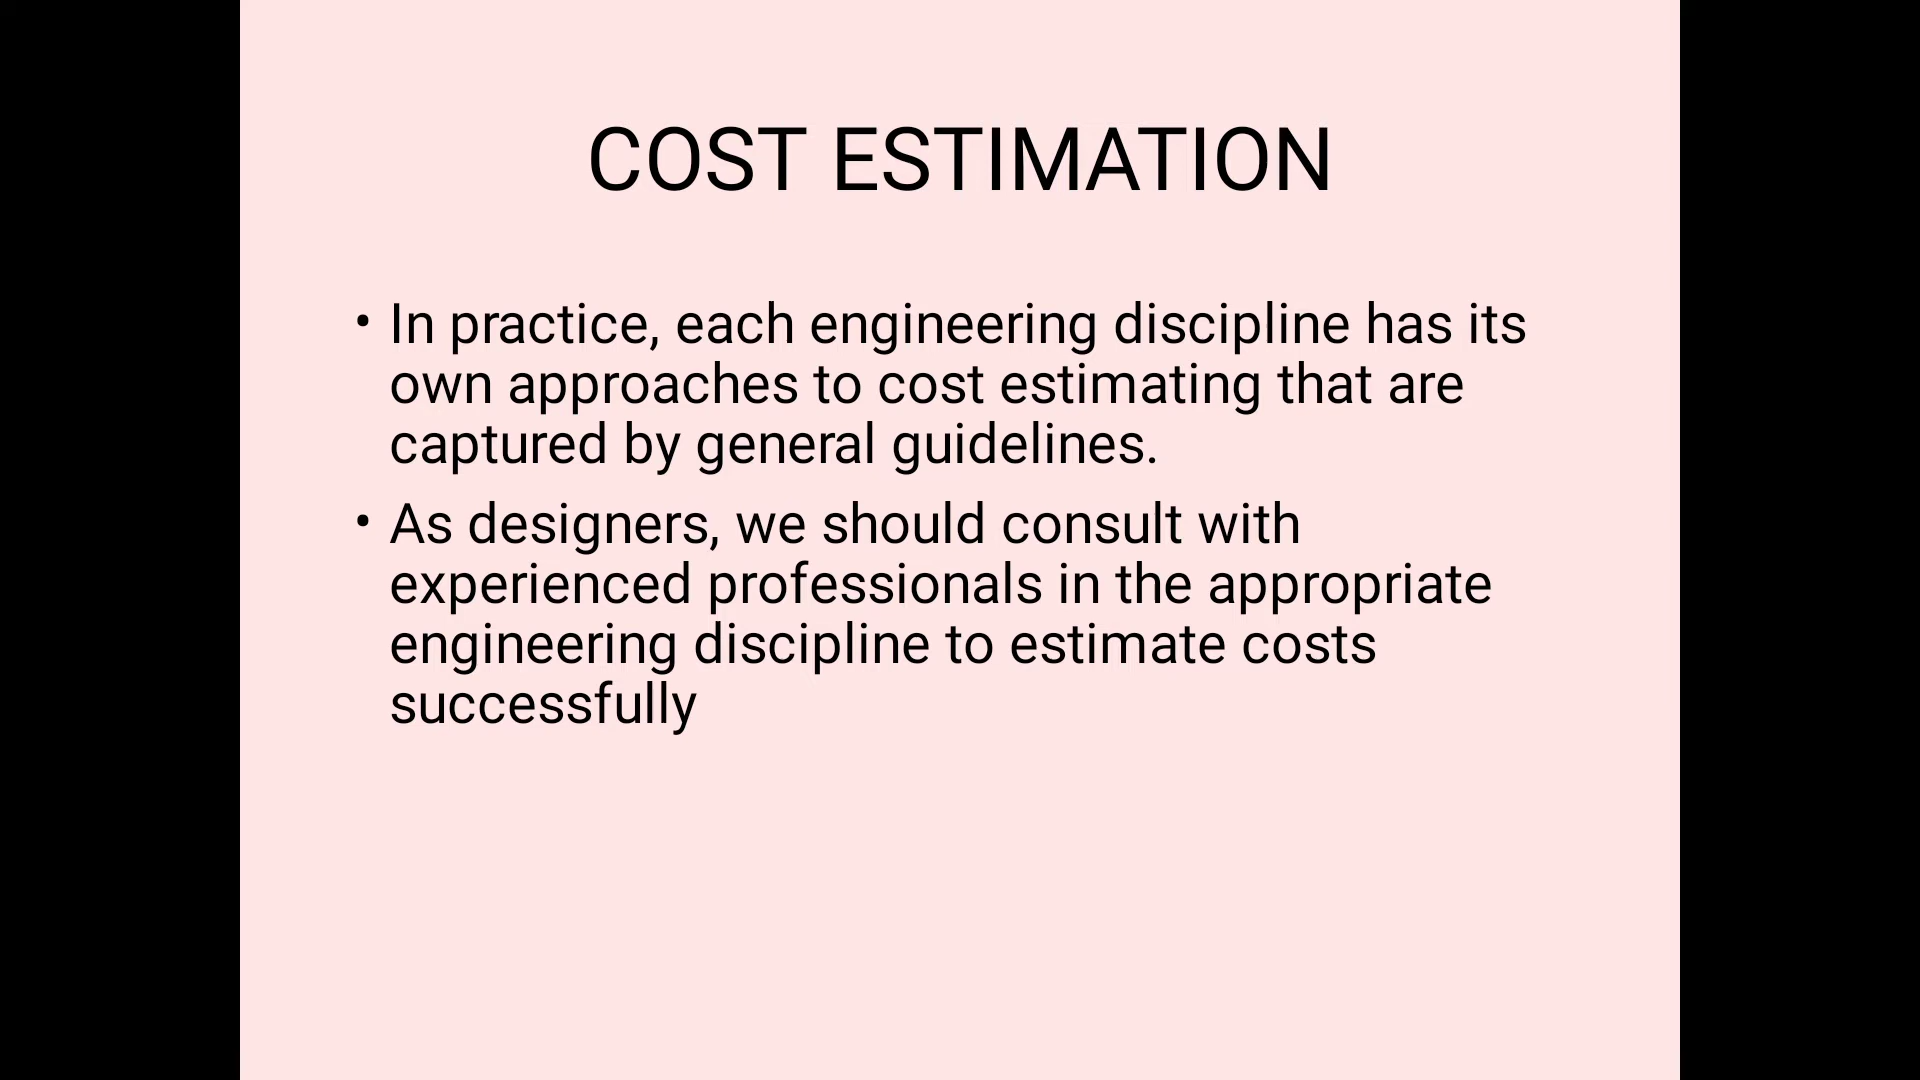 COST ESTIMATION
• In practice, each engineering discipline has its
own approaches to cost estimating that are
captured by general guidelines.
• As designers, we should consult with
experienced professionals in the appropriate
engineering discipline to estimate costs
successfully